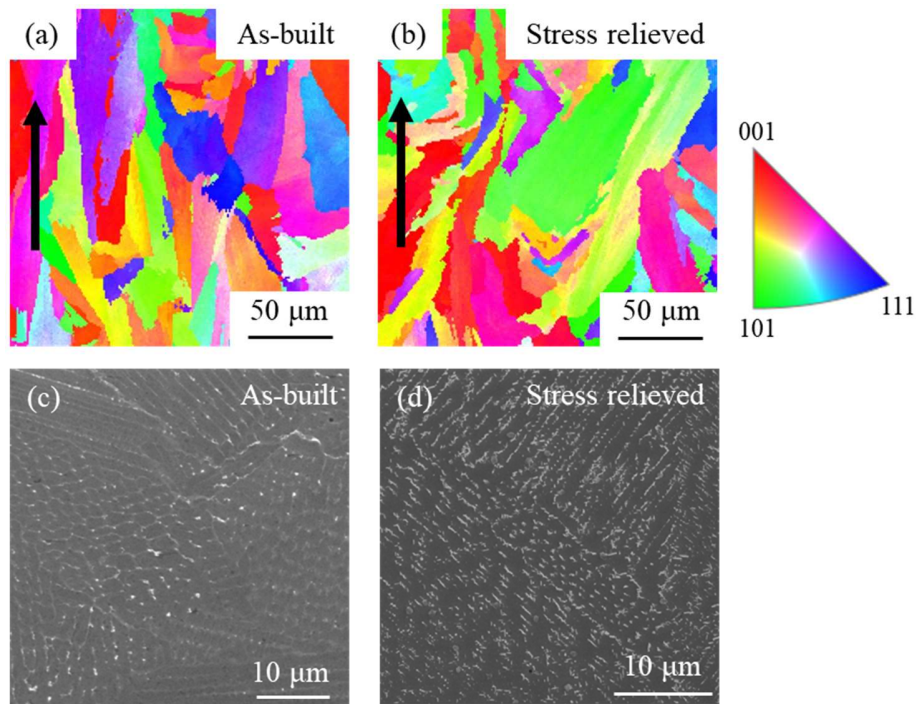 (a) As-built
(b) Stress relieved
50 μm
50 μm
001
101
111
(c) As-built
(d) Stress relieved
10 μm
10 μm